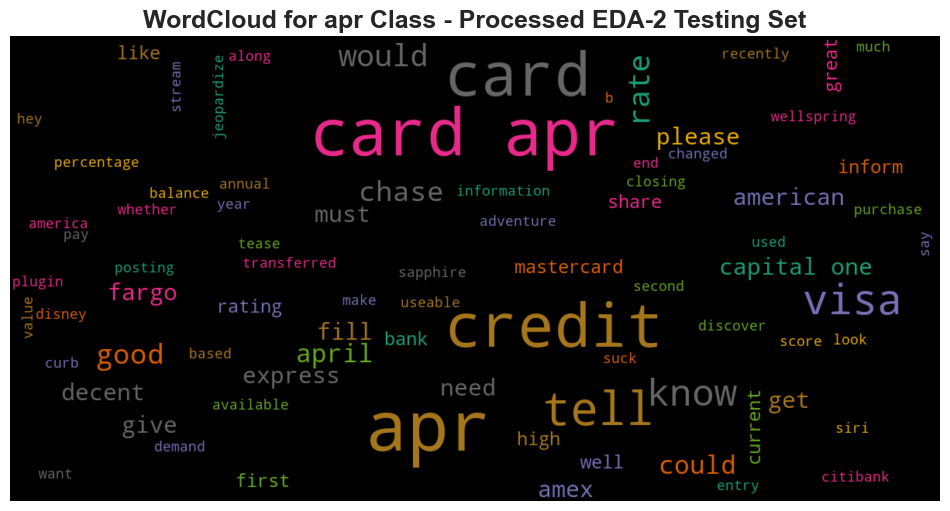 WordCloud for apr Class - Processed EDA-2 Testing Set
like
along
would
card
rate
recently
great
much
stream
jeopardize
b
hey
card apr
please
wellspring
changed
percentage
end
inform
balance
annual
chase
information
closing
american
whether
year
must
share
purchase
america
adventure
pay
say
tease
used
posting
transferred
sapphire
mastercard
capital one
plugin
fargo
rating
make
useable
second
visa
value
disney
fill
bank
credit
discover
good
based
april
score
look
curb
suck
decent
express
need
know
available
apr
tell
current
get
give
demand
high
siri
want
first
well
could
citibank
amex
entry